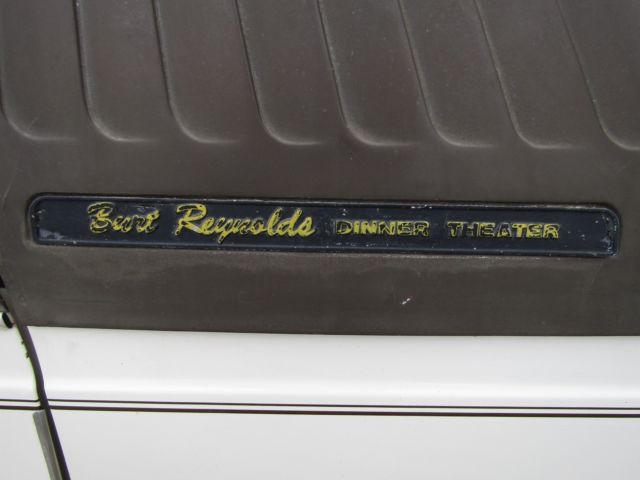 Burt Reynolds DINNER THEATER